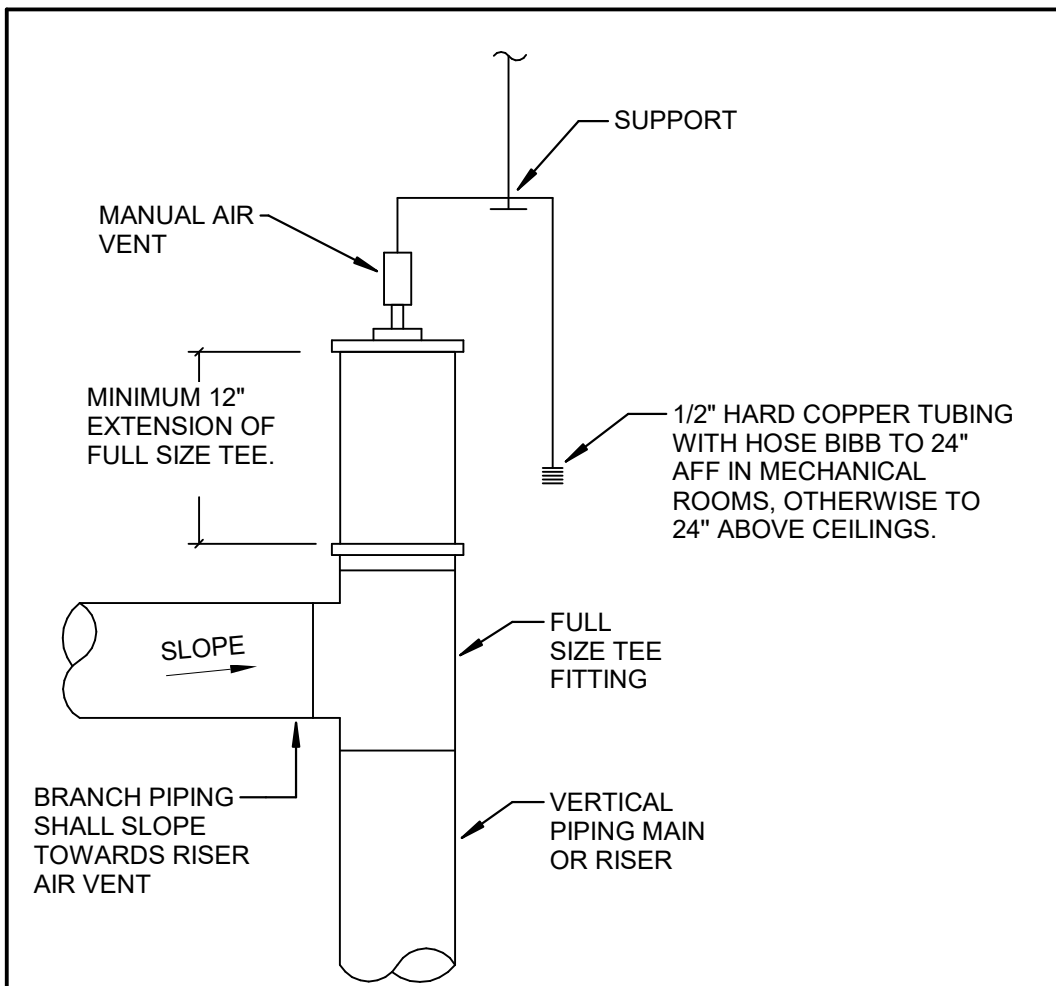 SUPPORT
MANUAL AIR
VENT
MINIMUM 12"
EXTENSION OF
FULL SIZE TEE.
1/2" HARD COPPER TUBING
WITH HOSE BIBB TO 24"
AFF IN MECHANICAL
ROOMS, OTHERWISE TO
24" ABOVE CEILINGS.
SLOPE
FULL
SIZE TEE
FITTING
BRANCH PIPING
SHALL SLOPE
TOWARDS RISER
AIR VENT
VERTICAL
PIPING MAIN
OR RISER